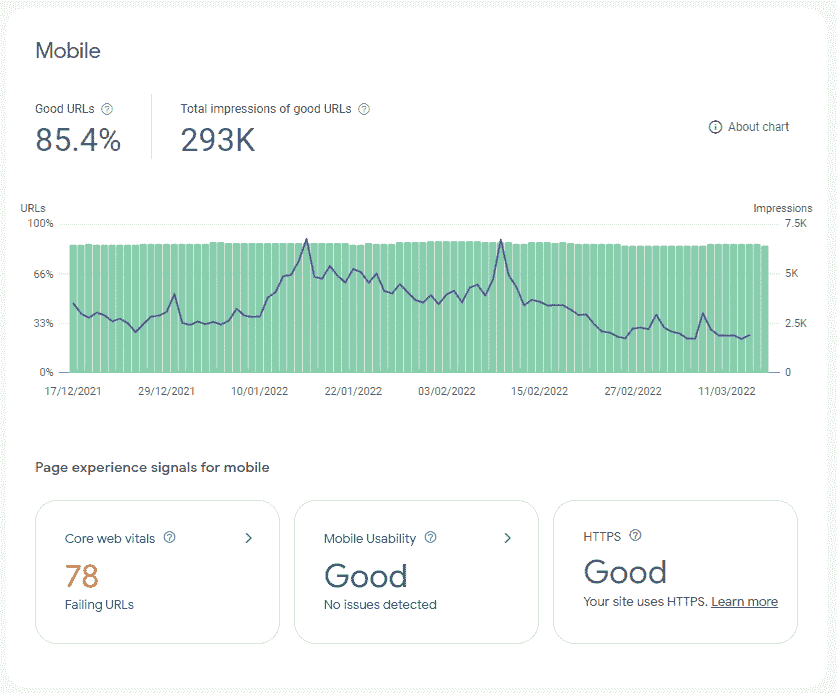 Mobile
Good URLs
Total impressions of good URLs
85.4%
293K
About chart
URLs
Impressions
100%
7.5K
66%
5K
33%
2.5K
0%
0
17/12/2021 29/12/2021 10/01/2022 22/01/2022 03/02/2022 15/02/2022 27/02/2022 11/03/2022
Page experience signals for mobile
Core web vitals
78
Failing URLs
Mobile Usability
Good
No issues detected
HTTPS
Good
Your site uses HTTPS. Learn more